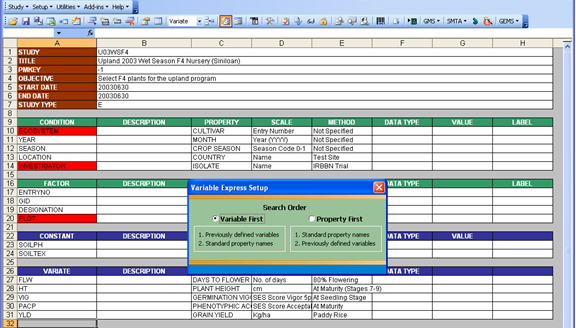 Study Setup Utilities Add-ins Help
Variate GMS SMTA GEMS
fx
A B C D E F G H
1 STUDY U03WSF4
2 TITLE Upland 2003 Wet Season F4 Nursery (Siniloan)
3 PMKEY -1
4 OBJECTIVE Select F4 plants for the upland program
5 START DATE 20030630
6 END DATE 20030630
7 STUDY TYPE E
8
9 CONDITION DESCRIPTION PROPERTY SCALE METHOD DATA TYPE VALUE LABEL
10 ECOSYSTEM CULTIVAR Entry Number Not Specified
11 YEAR MONTH Year (YYYY) Not Specified
12 SEASON CROP SEASON Season Code 0-1 Not Specified
13 LOCATION COUNTRY Name Test Site
14 INVESTIGATOR ISOLATE Name IRBBN Trial
15
16 FACTOR DESCRIPTION DATA TYPE LABEL
17 ENTRYNO
18 GID
19 DESIGNATION
20 PLOT
21
22 CONSTANT DESCRIPTION DATA TYPE VALUE
23 SOILPH
24 SOILTEX
25
26 VARIATE DESCRIPTION DATA TYPE
27 FLW DAYS TO FLOWER No. of days 80% Flowering
28 HT PLANT HEIGHT cm At Maturity (Stages 7-9)
29 VIG GERMINATION VIG SES Score Vigor 5p At Seedling Stage
30 PACP PHENOTYPIC AC SES Score Accepta At Maturity
31 YLD GRAIN YIELD Kg/ha Paddy Rice
32
Variable Express Setup
Search Order
Variable First Property First
1. Previously defined variables
2. Standard property names
1. Standard property names
2. Previously defined variables